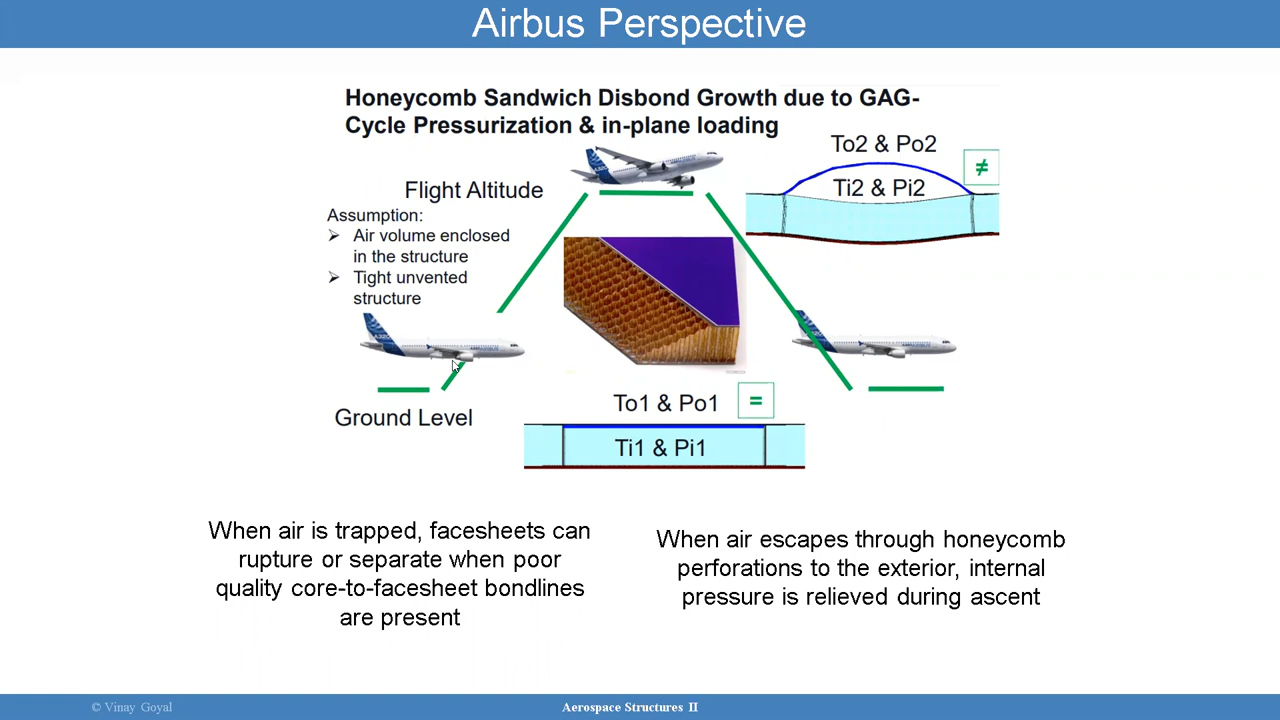 Airbus Perspective
Honeycomb Sandwich Disbond Growth due to GAG-
Cycle Pressurization & in-plane loading
To2 & Po2
≠
Ti2 & Pi2
Flight Altitude
Assumption:
➢ Air volume enclosed
in the structure
➢ Tight unvented
structure
To1 & Po1
=
Ground Level
Ti1 & Pi1
When air is trapped, facesheets can
rupture or separate when poor
quality core-to-facesheet bondlines
are present
When air escapes through honeycomb
perforations to the exterior, internal
pressure is relieved during ascent
© Vinay Goyal
Aerospace Structures II